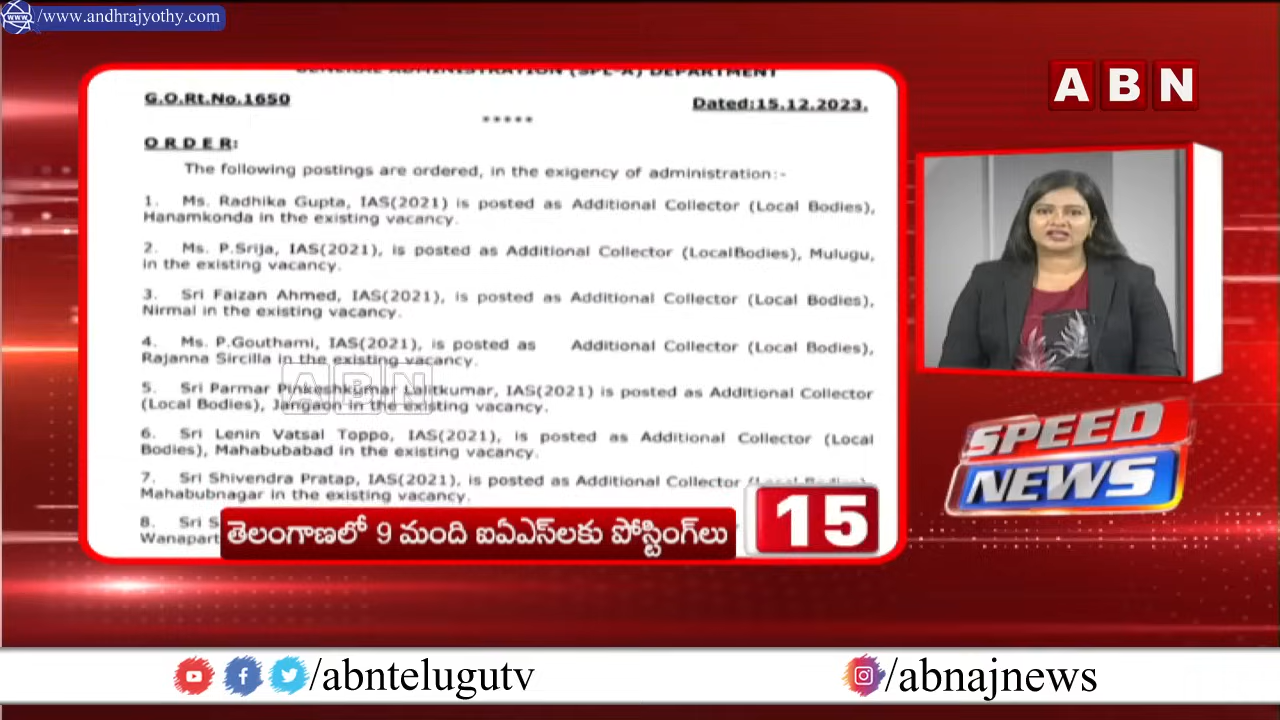 /www.andhrajyothy.com
GENERAL ADMINISTRATION (SPL-A) DEPARTMENT
G.O.Rt.No.1650
Dated:15.12.2023.
*****
O R D E R:
The following postings are ordered, in the exigency of administration:-
1. Ms. Radhika Gupta, IAS(2021) is posted as Additional Collector (Local Bodies),
Hanamkonda in the existing vacancy.
2. Ms. P.Srija, IAS(2021), is posted as Additional Collector (LocalBodies), Mulugu,
in the existing vacancy.
3. Sri Faizan Ahmed, IAS(2021), is posted as Additional Collector (Local Bodies),
Nirmal in the existing vacancy.
4. Ms. P.Gouthami, IAS(2021), is posted as Additional Collector (Local Bodies),
Rajanna Sircilla in the existing vacancy.
5. Sri Parmar Pinkeshkumar Lalitkumar, IAS(2021) is posted as Additional Collector
(Local Bodies), Jangaon in the existing vacancy.
6. Sri Lenin Vatsal Toppo, IAS(2021), is posted as Additional Collector (Local
Bodies), Mahabubabad in the existing vacancy.
7. Sri Shivendra Pratap, IAS(2021), is posted as Additional Collector
Mahabubnagar in the existing vacancy.
8. Sri S
Wanapart
ABN
తెలంగాణలో 9 మంది ఐఏఎస్‌లకు పోస్టింగ్‌లు
15
ABN
SPEED
NEWS
/abntelugutv
/abnajnews